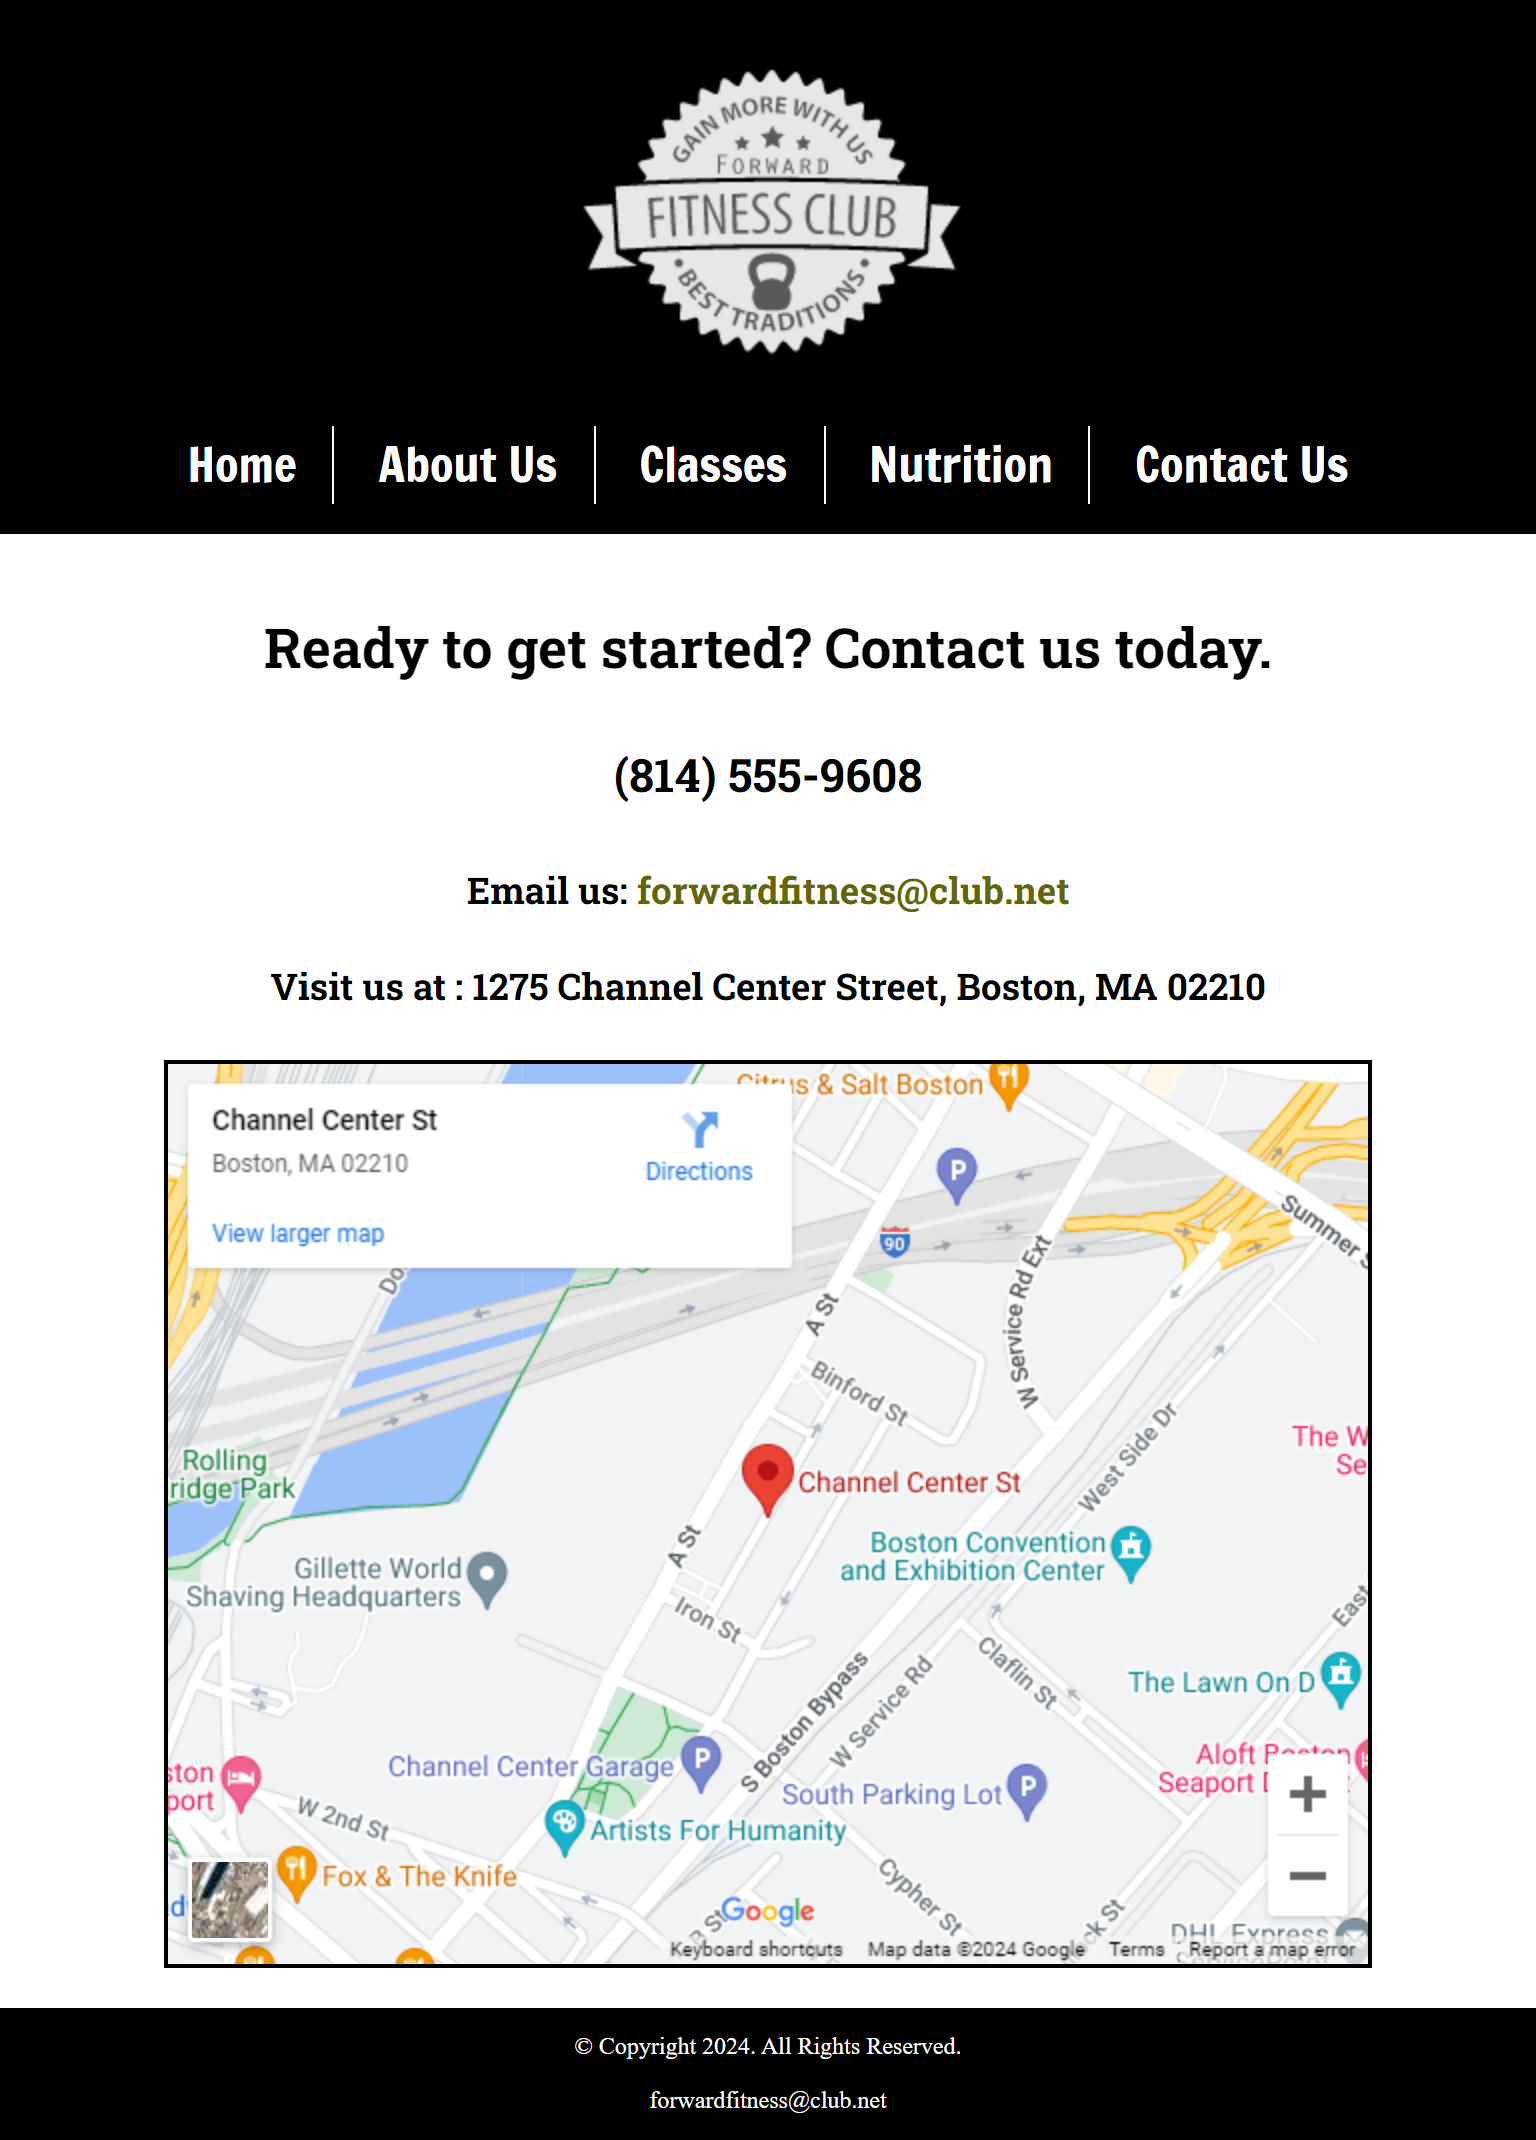 GAIN MORE WITH US
FORWARD
FITNESS CLUB
BEST TRADITIONS
Home
About Us
Classes
Nutrition
Contact Us
Ready to get started? Contact us today.
(814) 555-9608
Email us: forwardfitness@club.net
Visit us at : 1275 Channel Center Street, Boston, MA 02210
Citrus & Salt Boston
Channel Center St
Boston, MA 02210
Directions
View larger map
P
90
Summer S
Do
W Service Rd Ext
A St
Binford St
West Side Dr
Rolling
ridge Park
The W
Se
Channel Center St
Boston Convention
and Exhibition Center
A St
Gillette World
Shaving Headquarters
Iron St
East
Claflin St
The Lawn On D
S Boston Bypass
W Service Rd
Channel Center Garage
P
South Parking Lot
P
Aloft Boston
Seaport D
ston
port
W 2nd St
Artists For Humanity
Fox & The Knife
Cypher St
d
B St
Google
ck St
DHL Express
ServicePoint
Keyboard shortcuts
Map data ©2024 Google
Terms
Report a map error
© Copyright 2024. All Rights Reserved.
forwardfitness@club.net